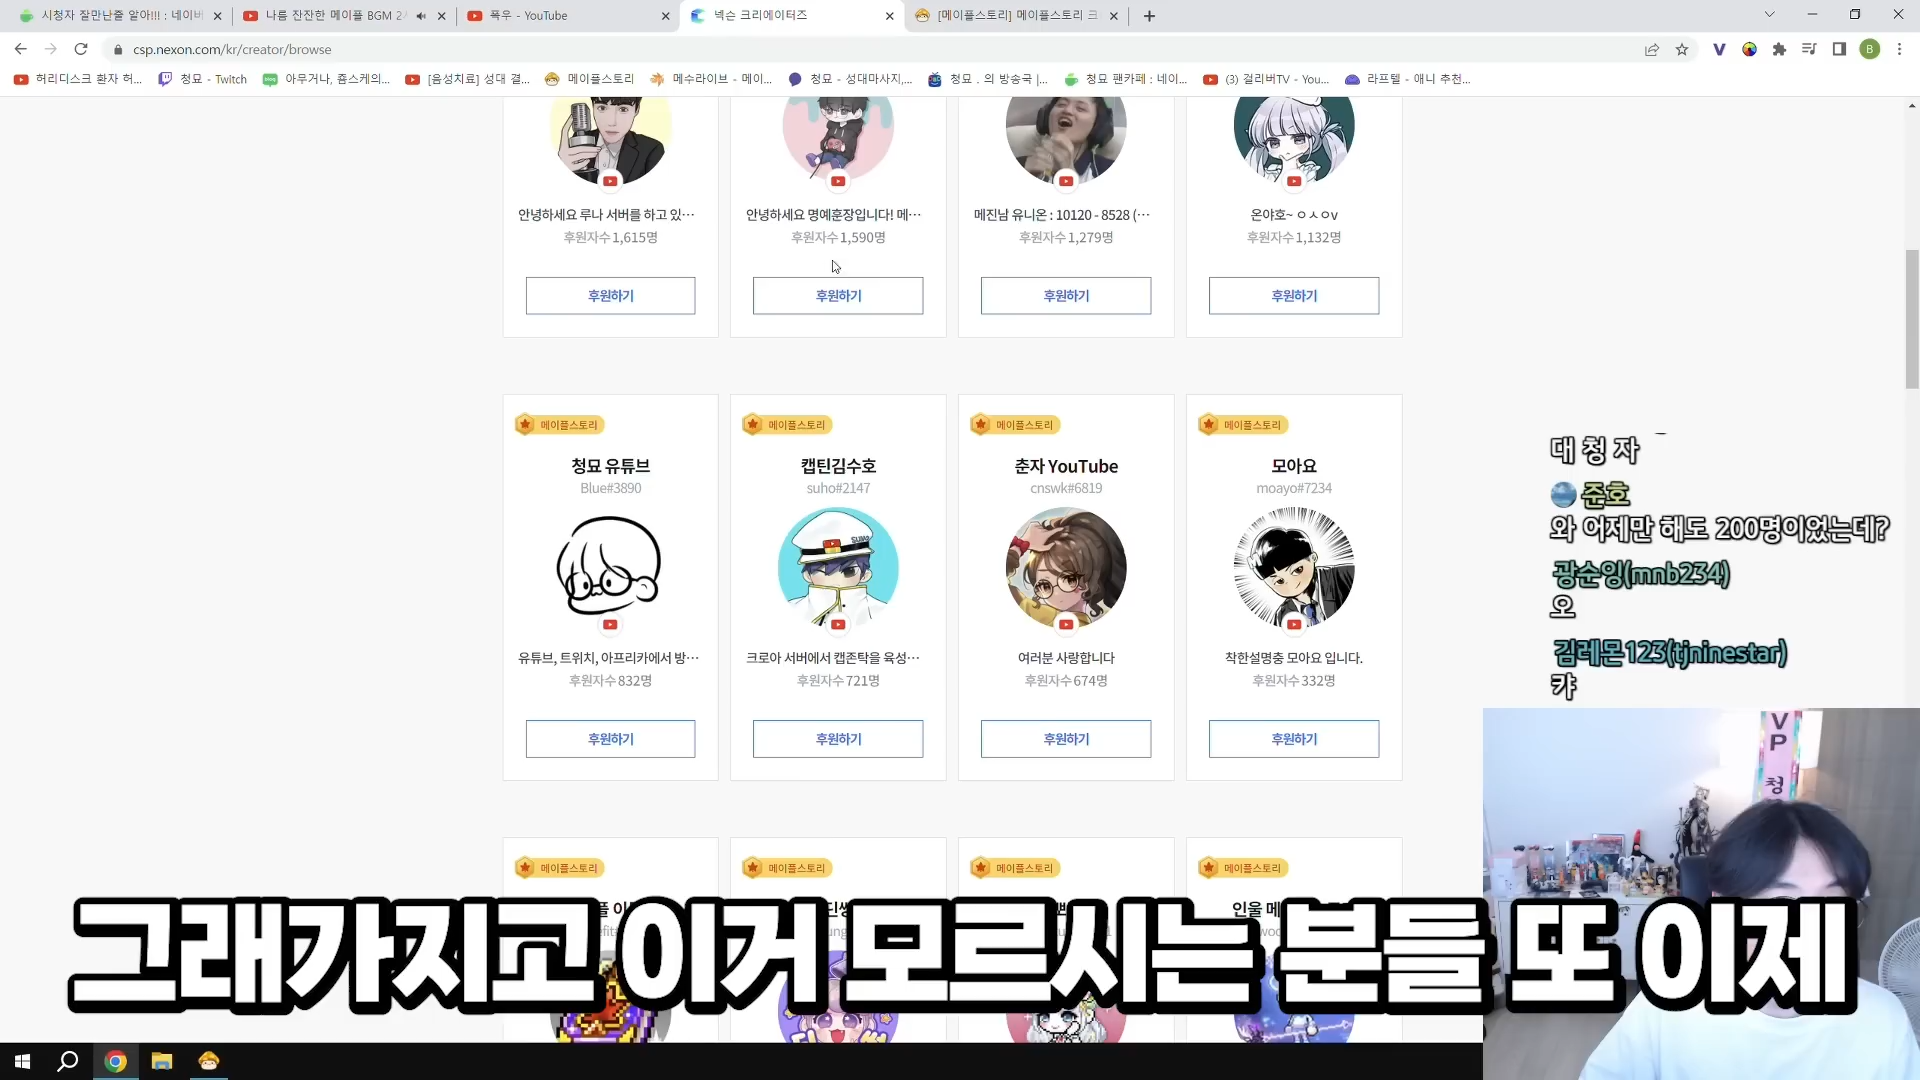 시청자 잘만난줄 알아!!! : 네이버
나름 잔잔한 메이플 BGM 2
폭우 - YouTube
넥슨 크리에이터즈
[메이플스토리] 메이플스토리 크
csp.nexon.com/kr/creator/browse
V
B
허리디스크 환자 허...
청묘 - Twitch
아무거나, 쥼스케의...
[음성치료] 성대 결...
메이플스토리
메수라이브 - 메이...
청묘 - 성대마사지,...
청묘 . 의 방송국 |...
청묘 팬카페 : 네이...
(3) 걸리버TV - You...
라프텔 - 애니 추천...
안녕하세요 루나 서버를 하고 있…
안녕하세요 명예훈장입니다! 메…
메진남 유니온 : 10120 - 8528 (…
온야호~ ㅇㅅㅇv
후원자수 1,615명
후원자수 1,590명
후원자수 1,279명
후원자수 1,132명
후원하기
후원하기
후원하기
후원하기
메이플스토리
메이플스토리
메이플스토리
메이플스토리
청묘 유튜브
캡틴김수호
춘자 YouTube
모아요
Blue#3890
suho#2147
cnswk#6819
moayo#7234
SUHO
유튜브, 트위치, 아프리카에서 방…
크로아 서버에서 캡존탁을 육성…
여러분 사랑합니다
착한설명충 모아요 입니다.
후원자수 832명
후원자수 721명
후원자수 674명
후원자수 332명
후원하기
후원하기
후원하기
후원하기
대 청 자
준호
와 어제만 해도 200명이었는데?
광순잉(mnb234)
오
김레몬123(tjninestar)
캬
VP 청
메이플스토리
메이플스토리
메이플스토리
메이플스토리
인울 메
그래가지고 이거 모르시는 분들 또 이제